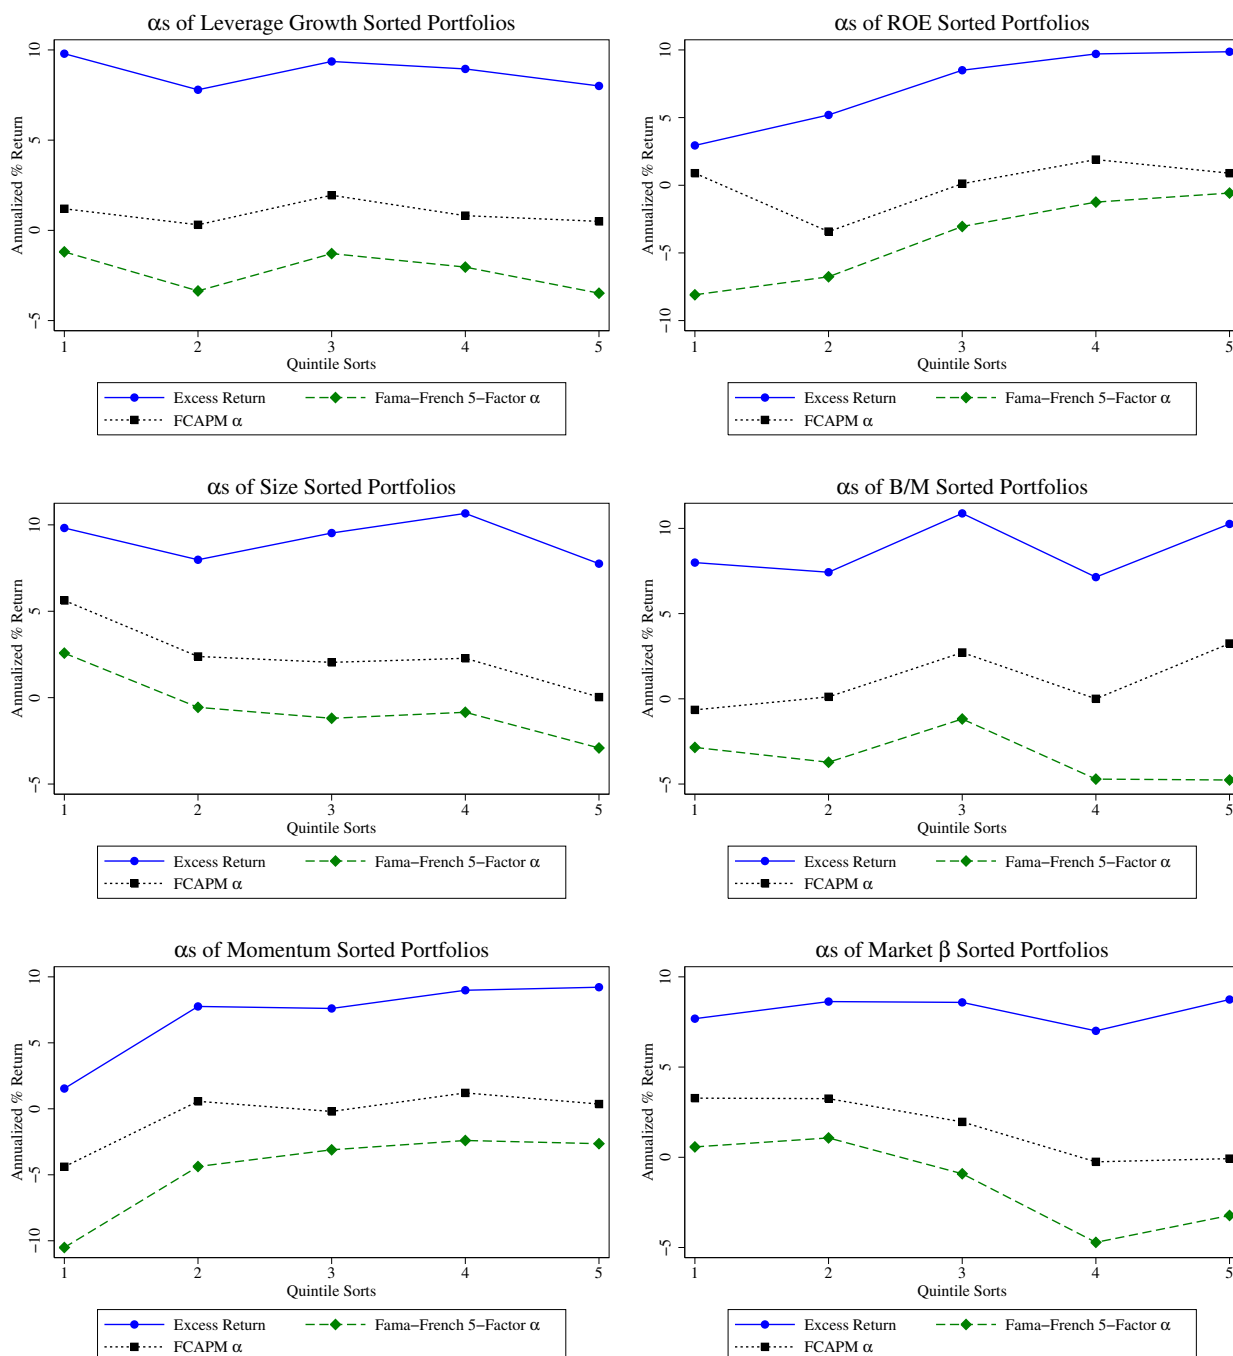 αs of Leverage Growth Sorted Portfolios
Annualized % Return
10
5
0
−5
1 2 3 4 5
Quintile Sorts
Excess Return Fama−French 5−Factor α
FCAPM α
αs of ROE Sorted Portfolios
Annualized % Return
10
5
0
−5
−10
1 2 3 4 5
Quintile Sorts
Excess Return Fama−French 5−Factor α
FCAPM α
αs of Size Sorted Portfolios
Annualized % Return
10
5
0
−5
1 2 3 4 5
Quintile Sorts
Excess Return Fama−French 5−Factor α
FCAPM α
αs of B/M Sorted Portfolios
Annualized % Return
10
5
0
−5
1 2 3 4 5
Quintile Sorts
Excess Return Fama−French 5−Factor α
FCAPM α
αs of Momentum Sorted Portfolios
Annualized % Return
10
5
0
−5
−10
1 2 3 4 5
Quintile Sorts
Excess Return Fama−French 5−Factor α
FCAPM α
αs of Market β Sorted Portfolios
Annualized % Return
10
5
0
−5
1 2 3 4 5
Quintile Sorts
Excess Return Fama−French 5−Factor α
FCAPM α